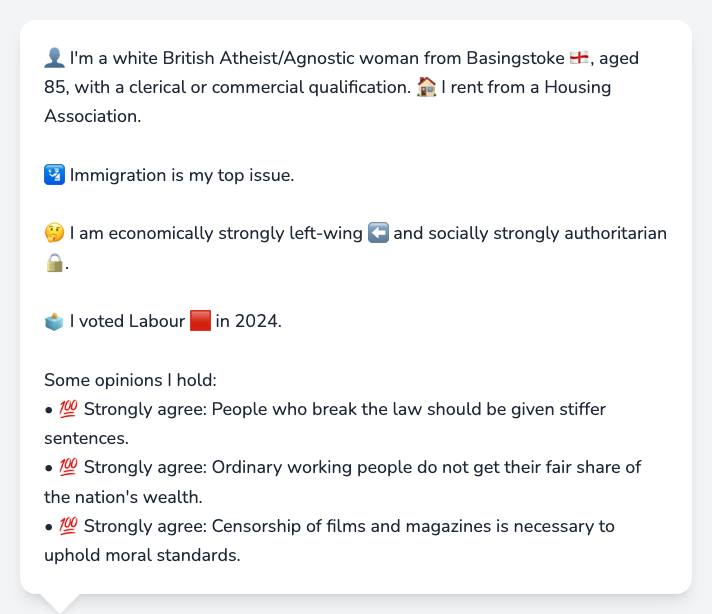 👤 I'm a white British Atheist/Agnostic woman from Basingstoke 🏴󠁧󠁢󠁥󠁮󠁧󠁿, aged
85, with a clerical or commercial qualification. 🏠 I rent from a Housing
Association.
🛂 Immigration is my top issue.
🤔 I am economically strongly left-wing ⬅️ and socially strongly authoritarian
🔒.
🗳️ I voted Labour 🟥 in 2024.
Some opinions I hold:
• 💯 Strongly agree: People who break the law should be given stiffer
sentences.
• 💯 Strongly agree: Ordinary working people do not get their fair share of
the nation's wealth.
• 💯 Strongly agree: Censorship of films and magazines is necessary to
uphold moral standards.